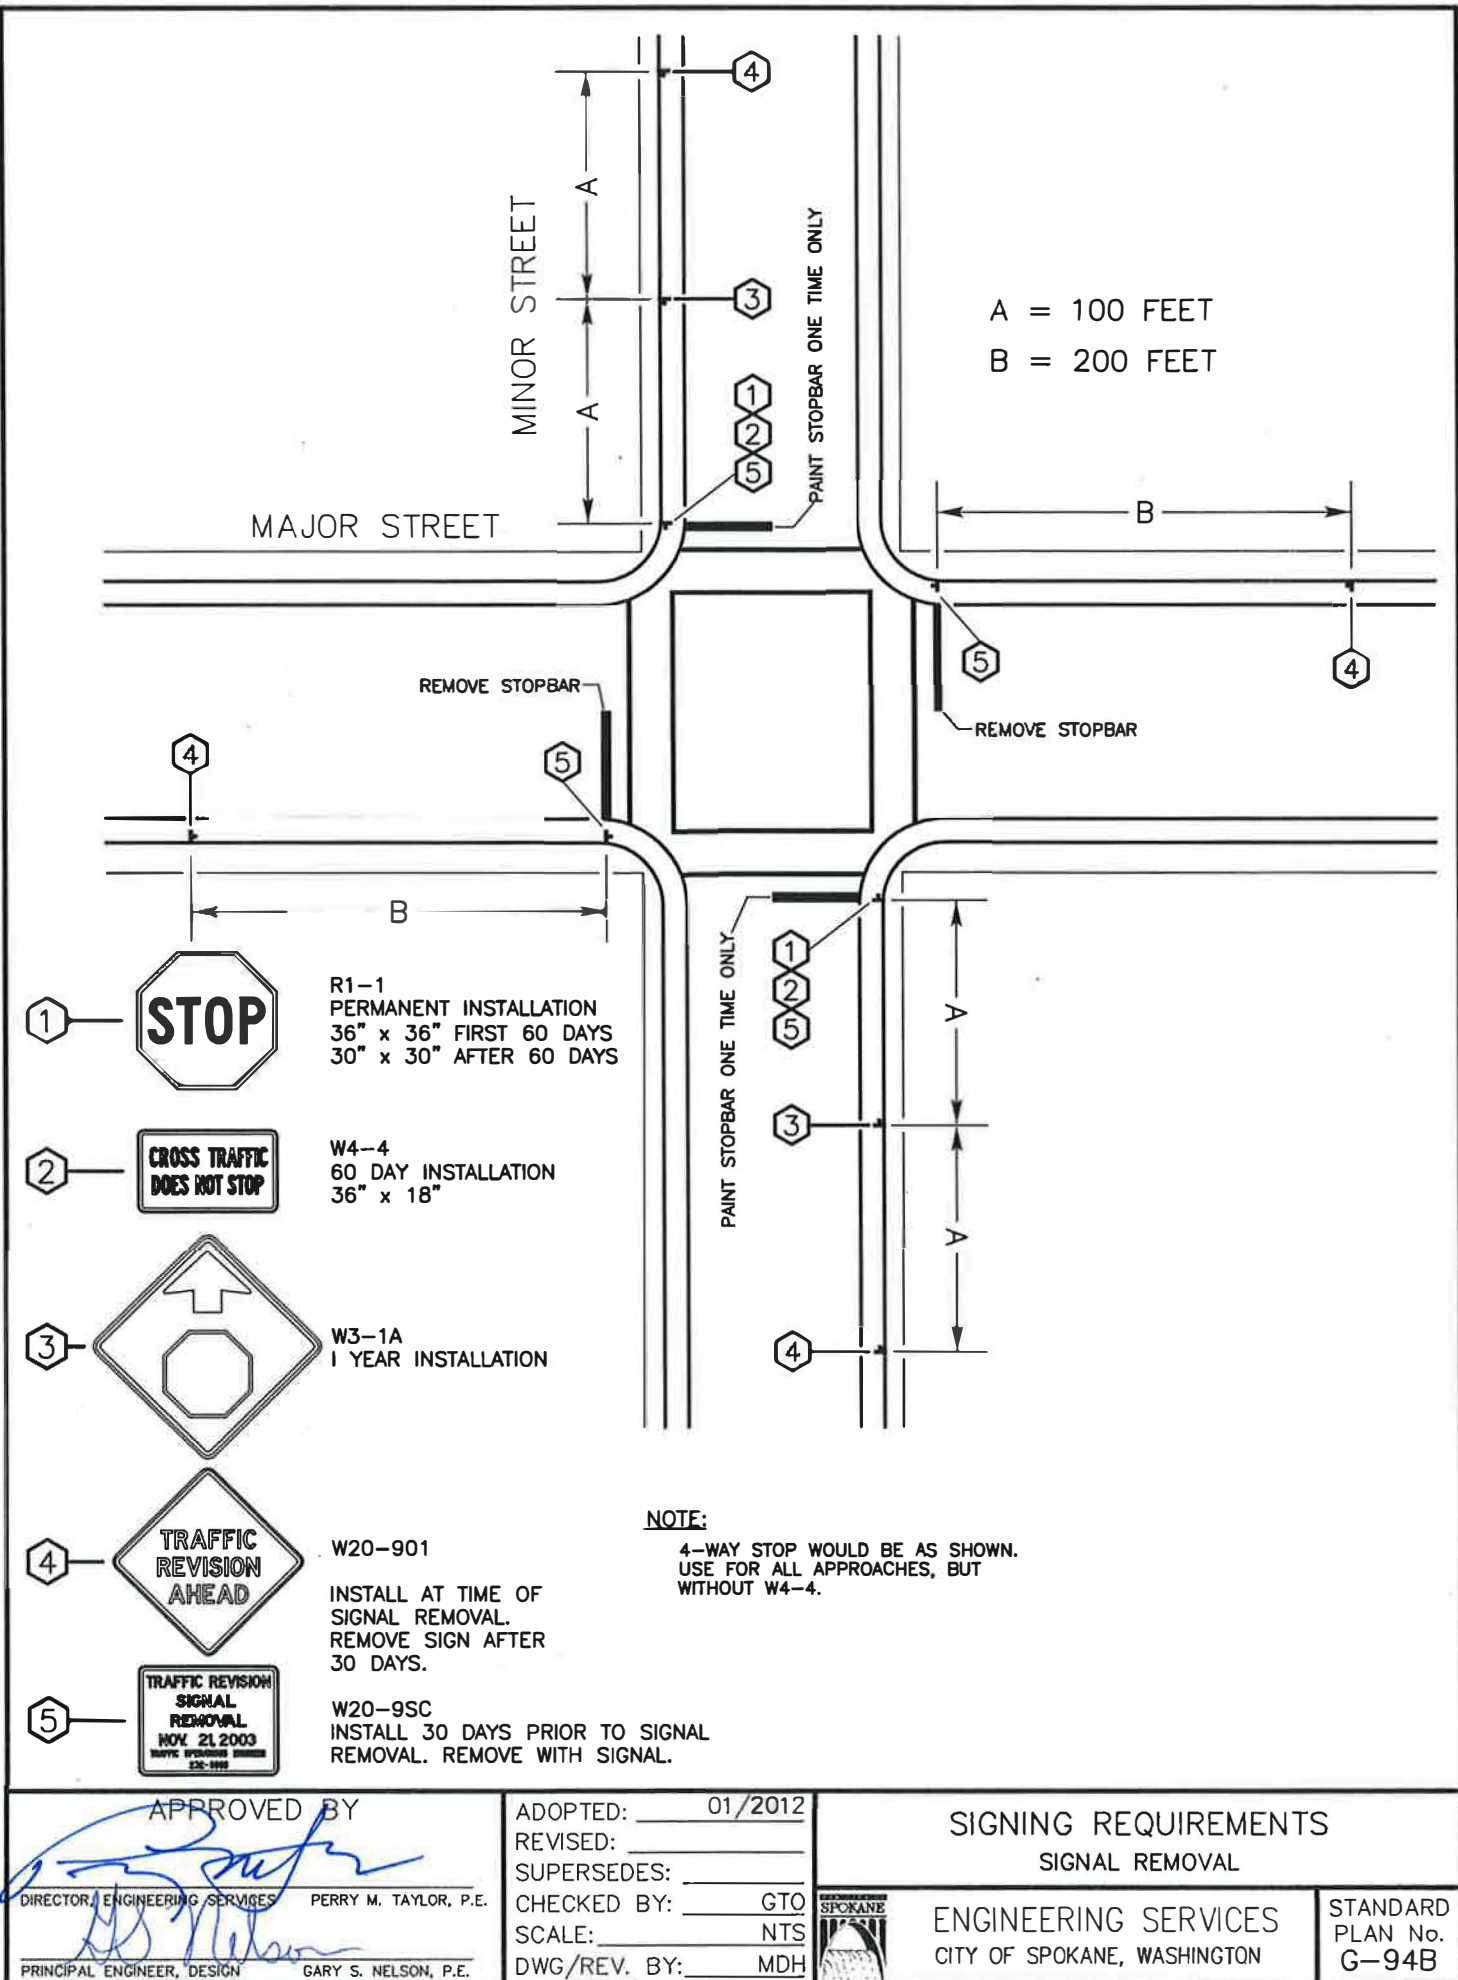 4
A
MINOR STREET
3
A = 100 FEET
B = 200 FEET
PAINT STOPBAR ONE TIME ONLY
A
1
2
5
MAJOR STREET
B
5
4
REMOVE STOPBAR
REMOVE STOPBAR
4
5
B
PAINT STOPBAR ONE TIME ONLY
1
2
5
A
3
A
4
1
STOP
R1-1
PERMANENT INSTALLATION
36" x 36" FIRST 60 DAYS
30" x 30" AFTER 60 DAYS
2
CROSS TRAFFIC
DOES NOT STOP
W4-4
60 DAY INSTALLATION
36" x 18"
3
W3-1A
1 YEAR INSTALLATION
4
TRAFFIC
REVISION
AHEAD
W20-901
INSTALL AT TIME OF
SIGNAL REMOVAL.
REMOVE SIGN AFTER
30 DAYS.
NOTE:
4-WAY STOP WOULD BE AS SHOWN.
USE FOR ALL APPROACHES, BUT
WITHOUT W4-4.
5
TRAFFIC REVISION
SIGNAL
REMOVAL
NOV. 21, 2003
W20-9SC
INSTALL 30 DAYS PRIOR TO SIGNAL
REMOVAL. REMOVE WITH SIGNAL.
APPROVED BY
DIRECTOR, ENGINEERING SERVICES PERRY M. TAYLOR, P.E.
PRINCIPAL ENGINEER, DESIGN GARY S. NELSON, P.E.
ADOPTED: 01/2012
REVISED:
SUPERSEDES:
CHECKED BY: GTO
SCALE: NTS
DWG/REV. BY: MDH
SIGNING REQUIREMENTS
SIGNAL REMOVAL
SPOKANE
ENGINEERING SERVICES
CITY OF SPOKANE, WASHINGTON
STANDARD
PLAN No.
G-94B